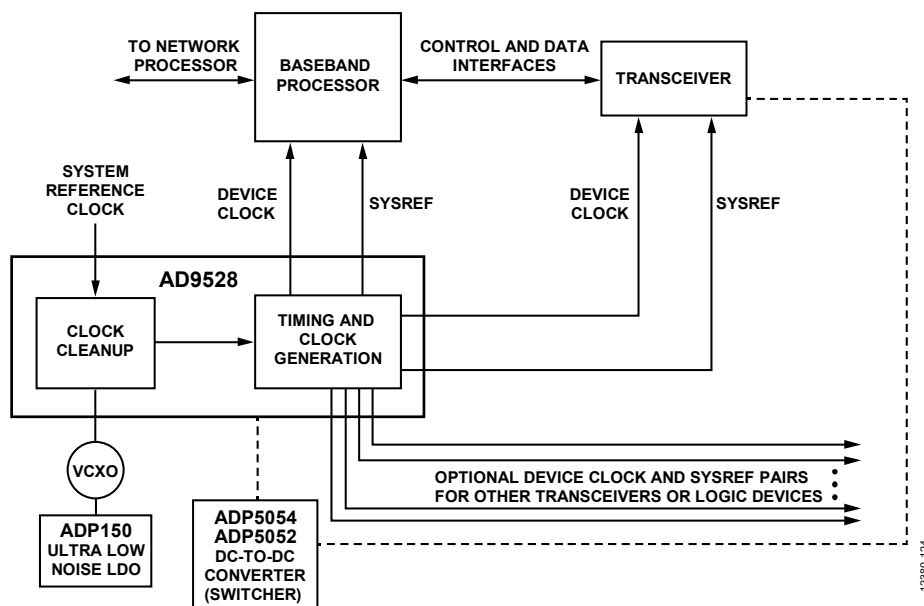 TO NETWORK
PROCESSOR
BASEBAND
PROCESSOR
CONTROL AND DATA
INTERFACES
TRANSCEIVER
SYSTEM
REFERENCE
CLOCK
DEVICE
CLOCK
SYSREF
DEVICE
CLOCK
SYSREF
AD9528
CLOCK
CLEANUP
TIMING AND
CLOCK
GENERATION
VCXO
OPTIONAL DEVICE CLOCK AND SYSREF PAIRS
FOR OTHER TRANSCEIVERS OR LOGIC DEVICES
ADP150
ULTRA LOW
NOISE LDO
ADP5054
ADP5052
DC-TO-DC
CONVERTER
(SWITCHER)
12380-124